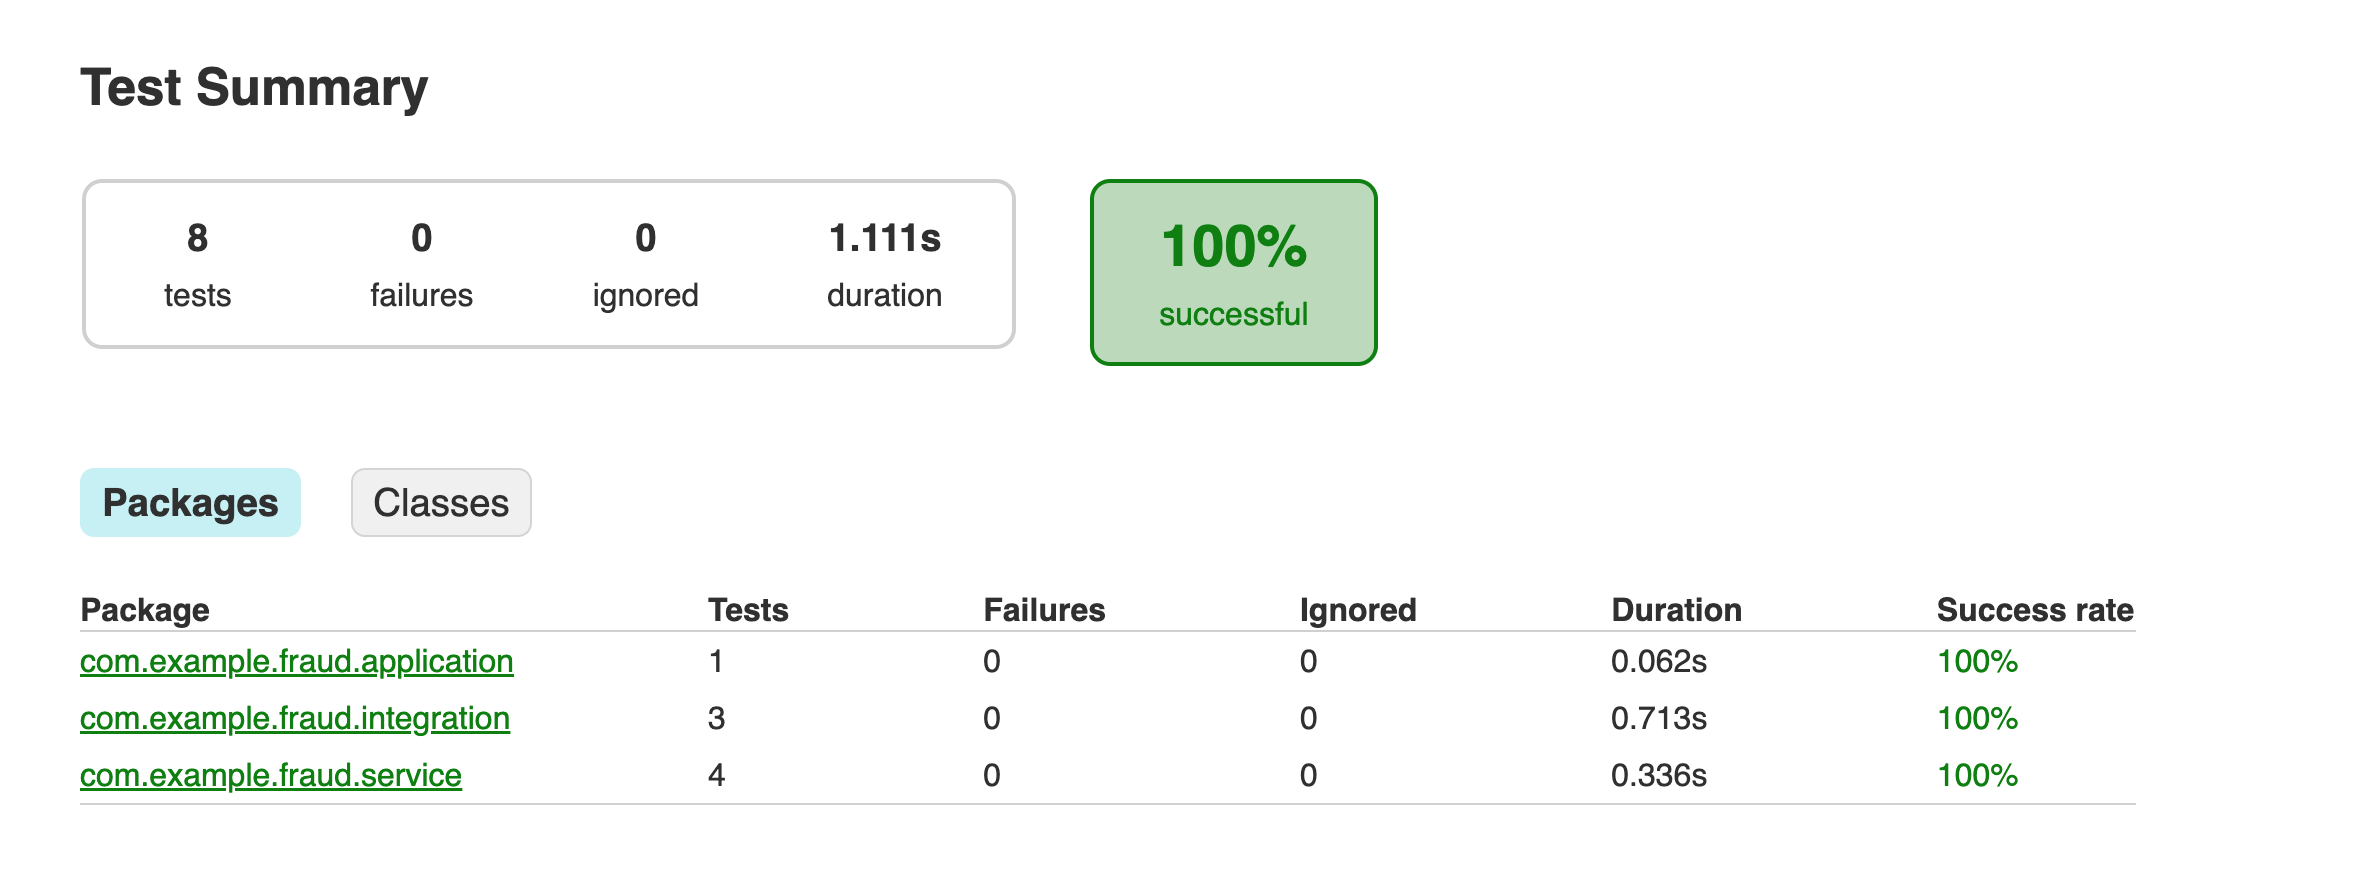 Test Summary
8 0 0 1.111s
tests failures ignored duration
100%
successful
Packages Classes
Package Tests Failures Ignored Duration Success rate
com.example.fraud.application 1 0 0 0.062s 100%
com.example.fraud.integration 3 0 0 0.713s 100%
com.example.fraud.service 4 0 0 0.336s 100%